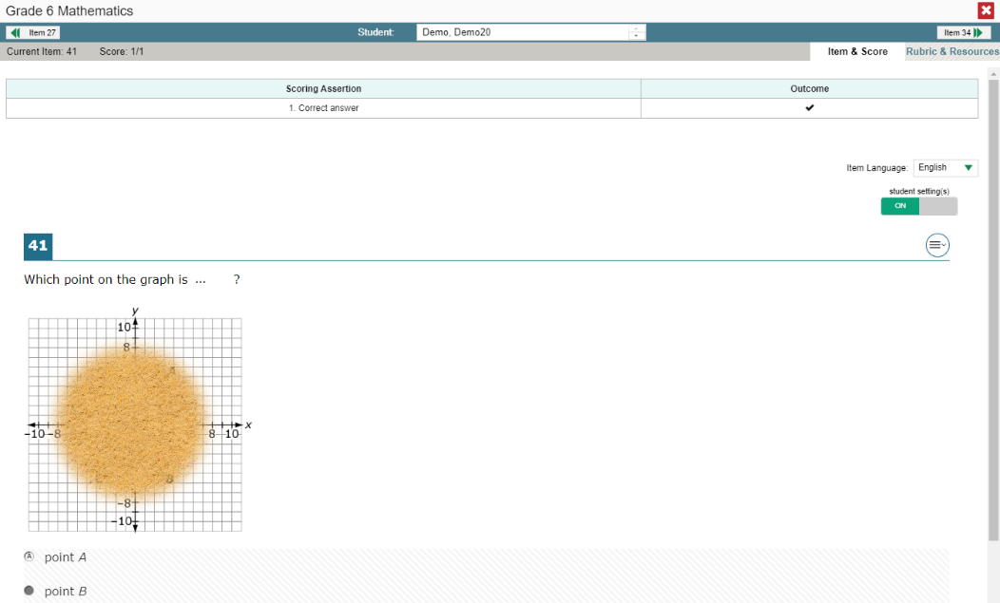 Grade 6 Mathematics
Item 27
Student:
Demo, Demo20
Item 34
Current Item: 41
Score: 1/1
Item & Score
Rubric & Resources
Scoring Assertion
Outcome
1. Correct answer
Item Language:
English
student setting(s)
ON
41
Which point on the graph is ... ?
y
10
8
A
x
-10
-8
8
10
B
-8
-10
A point A
point B